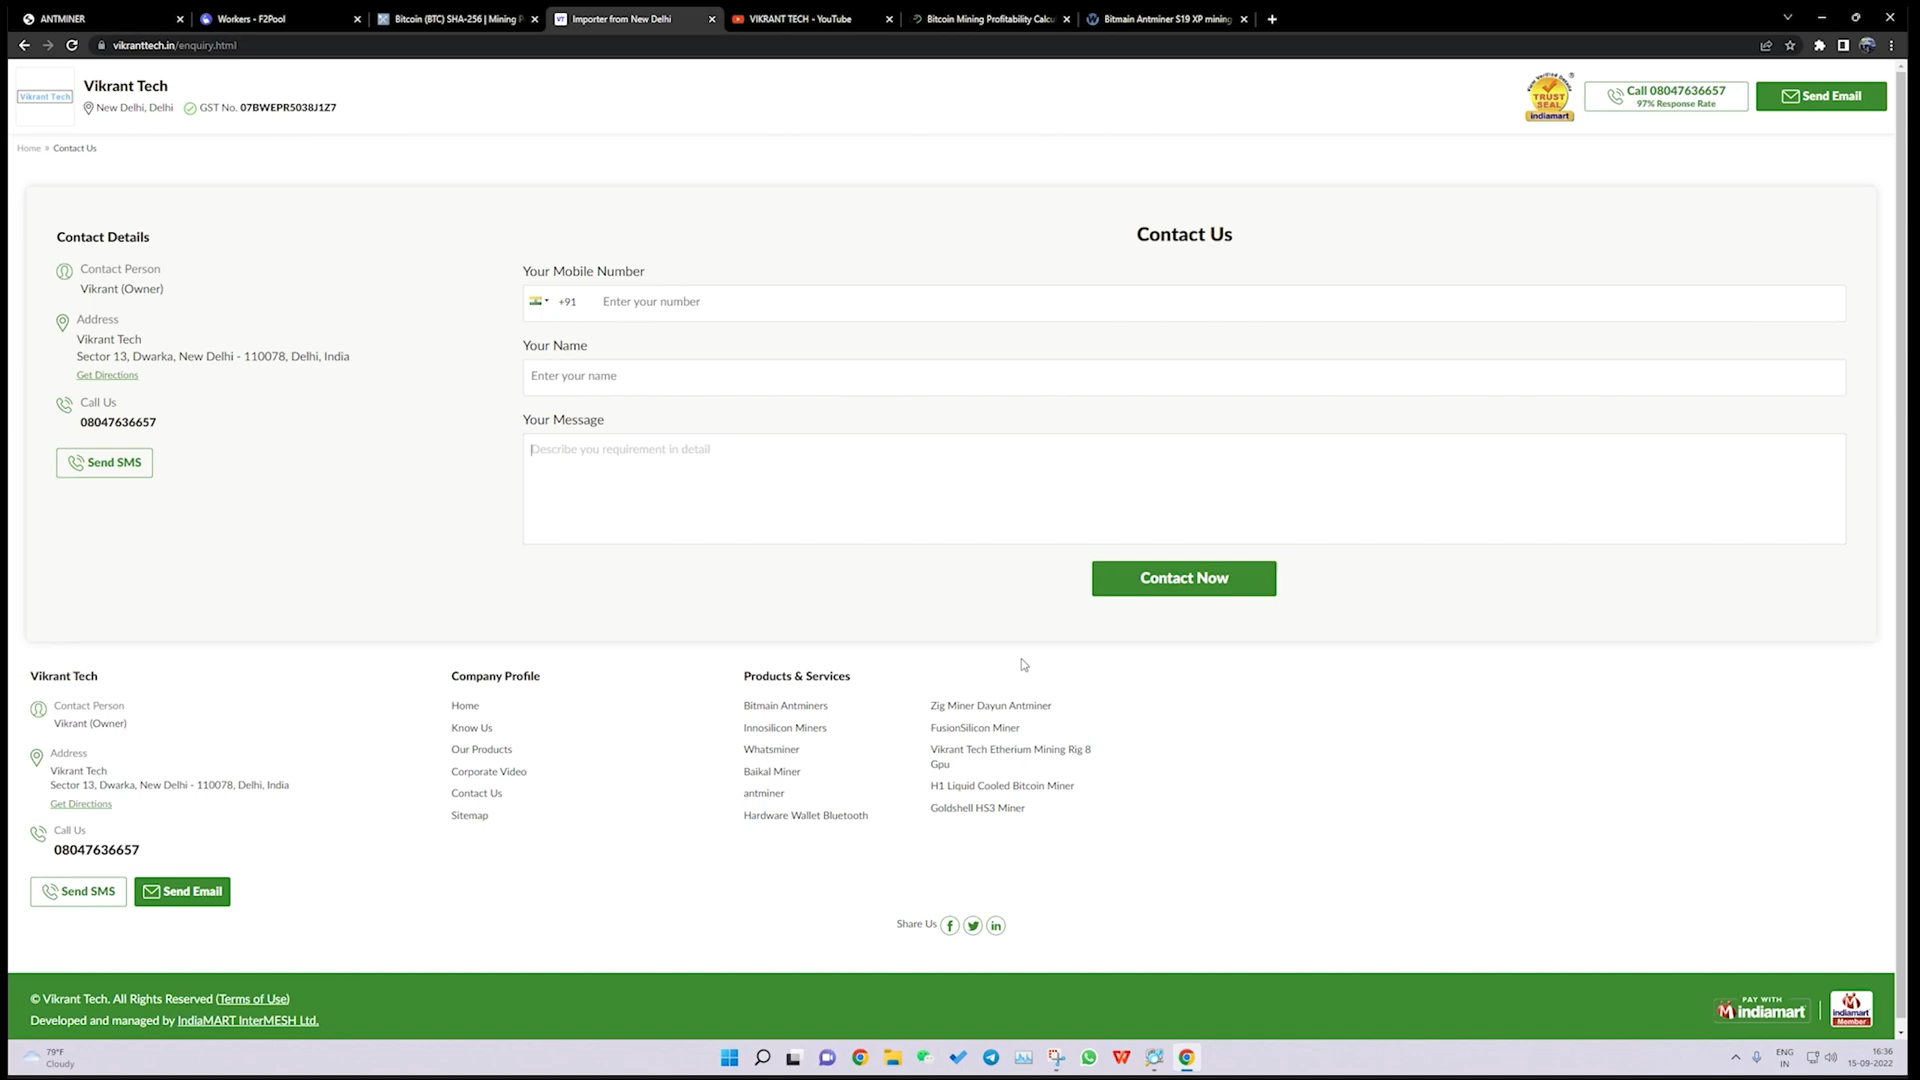 ANTMINER
Workers - F2Pool
Bitcoin (BTC) SHA-256 | Mining P
Importer from New Delhi
VIKRANT TECH - YouTube
Bitcoin Mining Profitability Calcu
Bitmain Antminer S19 XP mining
vikranttech.in/enquiry.html
Vikrant Tech
Vikrant Tech
New Delhi, Delhi
GST No. 07BWEPR5038J1Z7
TRUST
SEAL
indiamart
Call 08047636657
97% Response Rate
Send Email
Home » Contact Us
Contact Details
Contact Person
Vikrant (Owner)
Address
Vikrant Tech
Sector 13, Dwarka, New Delhi - 110078, Delhi, India
Get Directions
Call Us
08047636657
Send SMS
Contact Us
Your Mobile Number
+91 Enter your number
Your Name
Enter your name
Your Message
Describe you requirement in detail
Contact Now
Vikrant Tech
Contact Person
Vikrant (Owner)
Address
Vikrant Tech
Sector 13, Dwarka, New Delhi - 110078, Delhi, India
Get Directions
Call Us
08047636657
Send SMS
Send Email
Company Profile
Home
Know Us
Our Products
Corporate Video
Contact Us
Sitemap
Products & Services
Bitmain Antminers
Innosilicon Miners
Whatsminer
Baikal Miner
antminer
Hardware Wallet Bluetooth
Zig Miner Dayun Antminer
FusionSilicon Miner
Vikrant Tech Etherium Mining Rig 8
Gpu
H1 Liquid Cooled Bitcoin Miner
Goldshell HS3 Miner
Share Us
© Vikrant Tech. All Rights Reserved (Terms of Use)
Developed and managed by IndiaMART InterMESH Ltd.
PAY WITH
indiamart
indiamart
Member
79°F
Cloudy
ENG
IN
16:36
15-09-2022